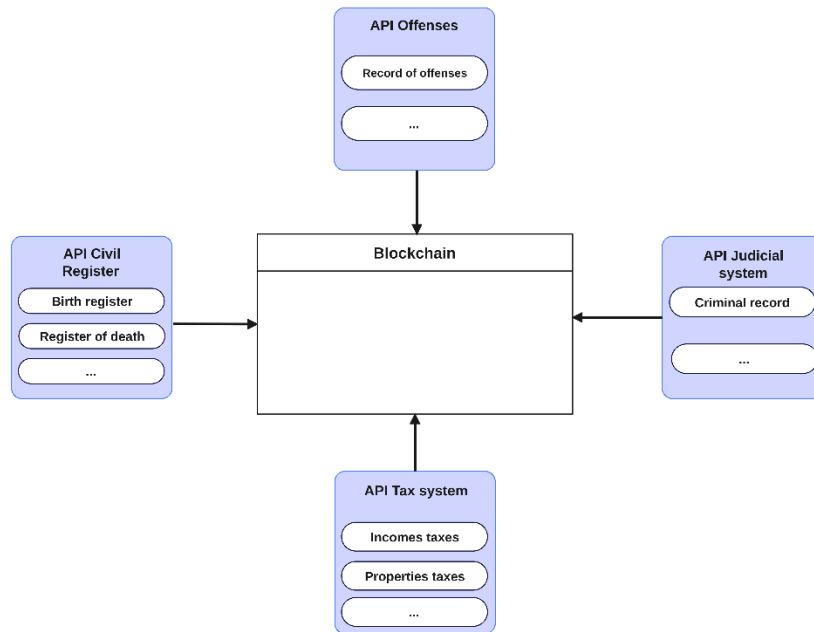 API Offenses
Record of offenses
...
API Civil
Register
Birth register
Register of death
...
Blockchain
API Judicial
system
Criminal record
...
API Tax system
Incomes taxes
Properties taxes
...